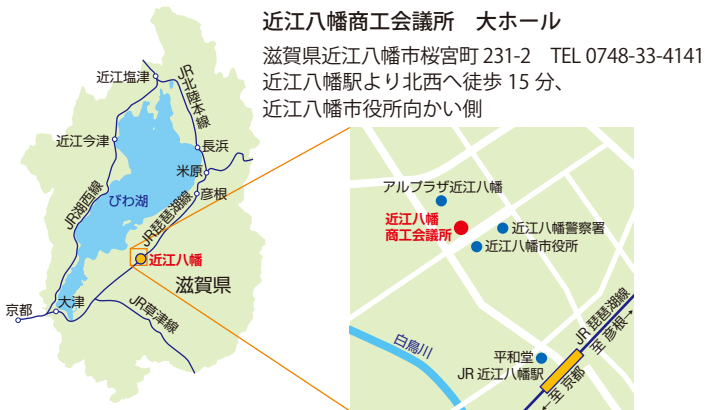 近江八幡商工会議所　大ホール
滋賀県近江八幡市桜宮町 231-2　TEL 0748-33-4141
近江八幡駅より北西へ徒歩 15 分、
近江八幡市役所向かい側
近江塩津
JR北陸本線
近江今津
長浜
米原
びわ湖
彦根
JR湖西線
JR琵琶湖線
近江八幡
滋賀県
大津
京都
JR草津線
アルプラザ近江八幡
近江八幡
商工会議所
近江八幡警察署
近江八幡市役所
JR 琵琶湖線
至 彦根→
白鳥川
平和堂
JR 近江八幡駅
←至 京都